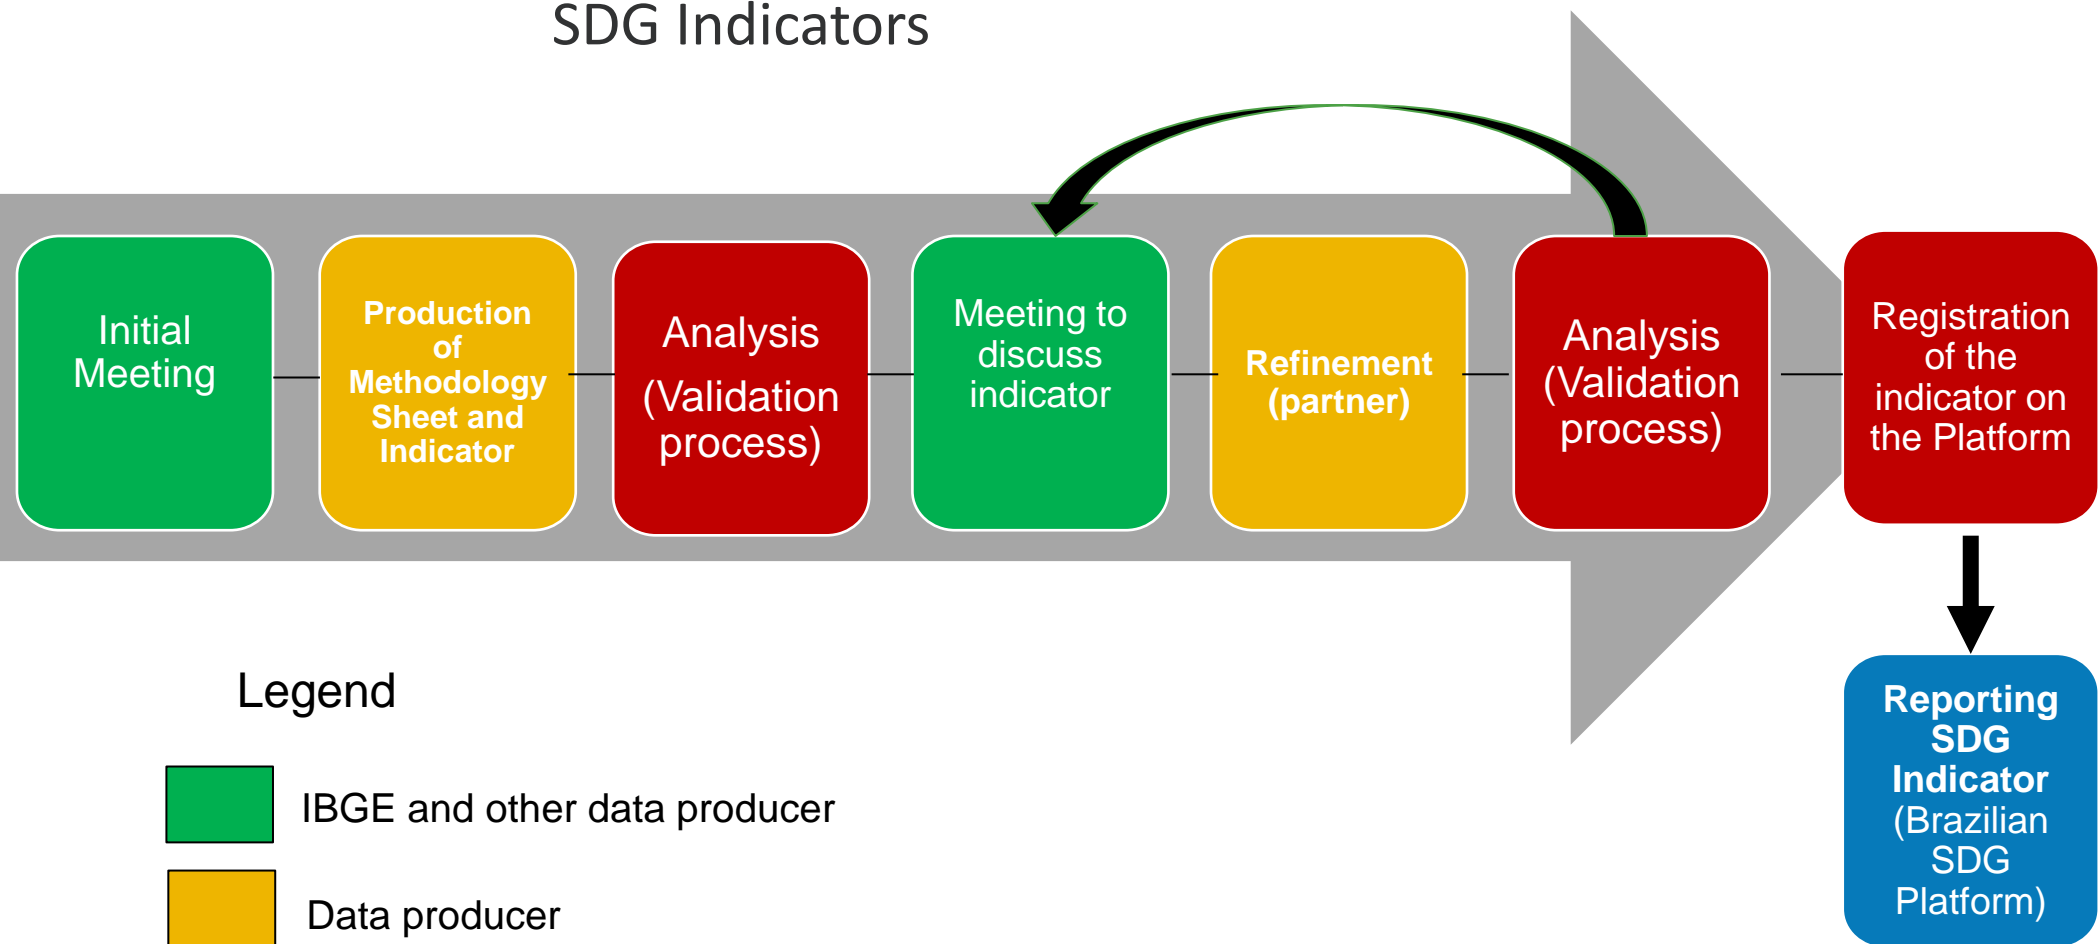 SDG Indicators
Initial
Meeting
Production
of
Methodology
Sheet and
Indicator
Analysis
(Validation
process)
Meeting to
discuss
indicator
Refinement
(partner)
Analysis
(Validation
process)
Registration
of the
indicator on
the Platform
Reporting
SDG
Indicator
(Brazilian
SDG
Platform)
Legend
IBGE and other data producer
Data producer